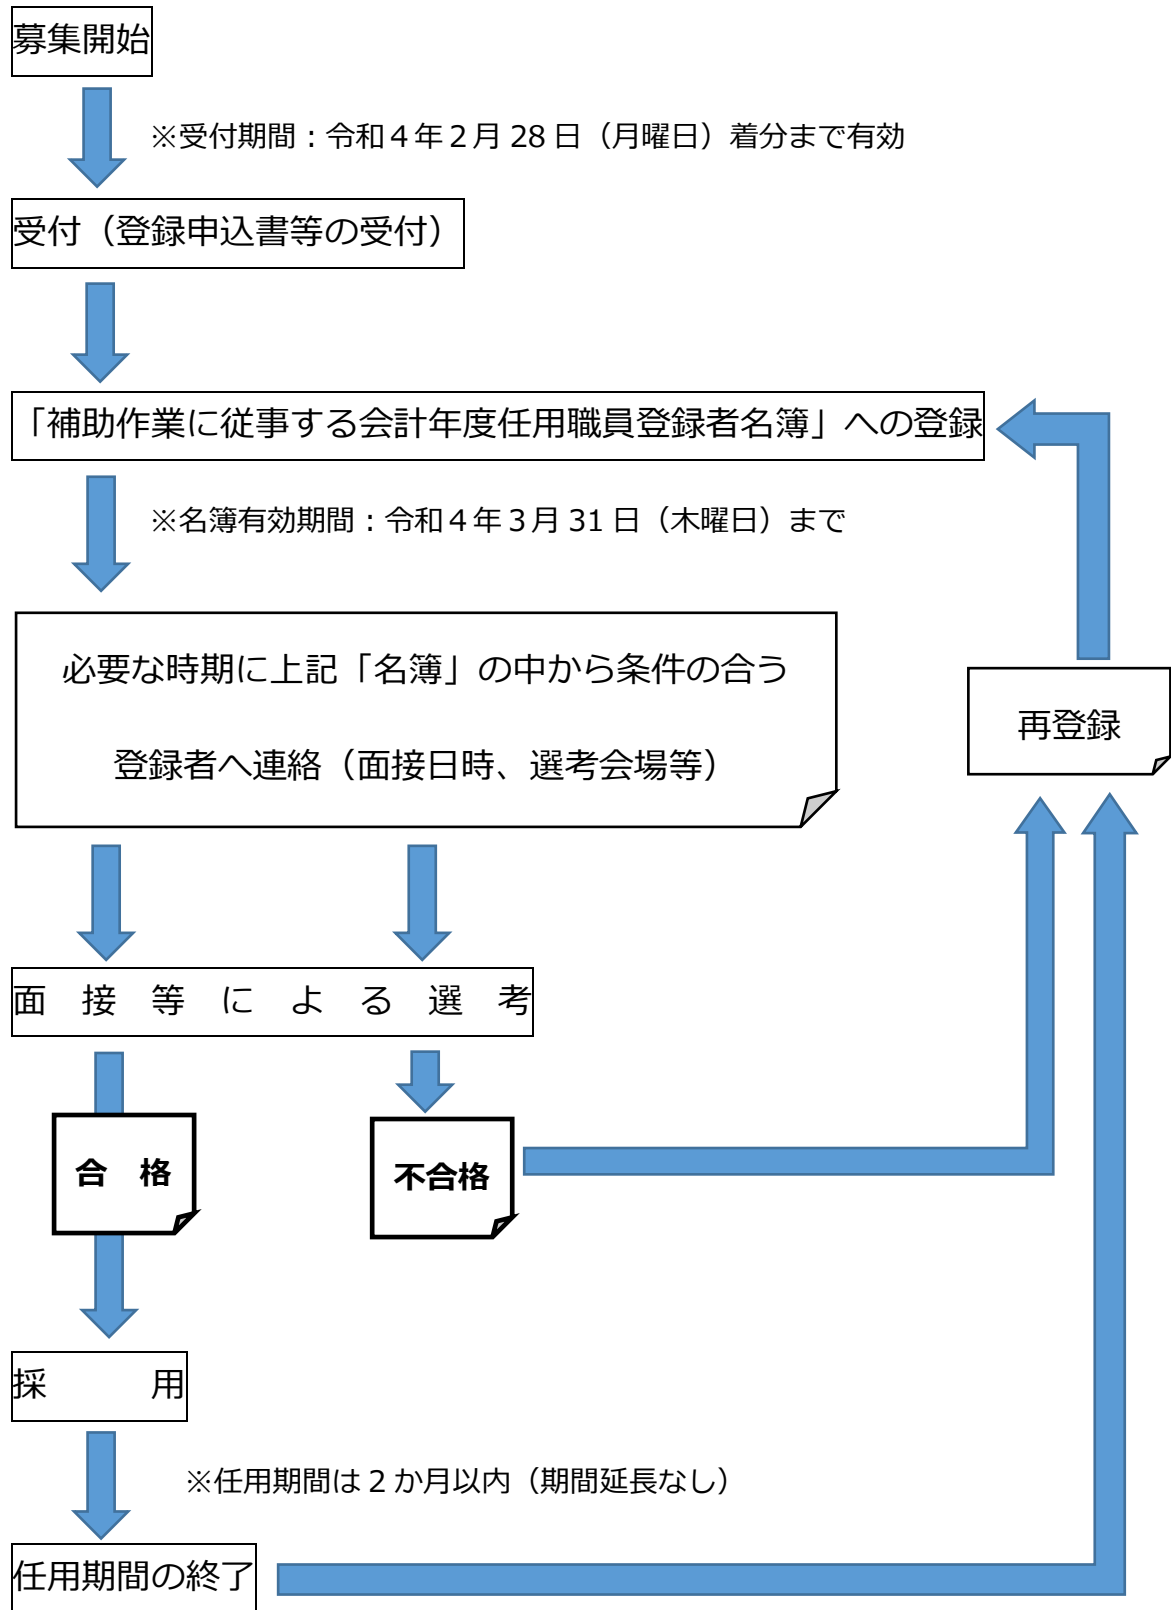 募集開始
※受付期間：令和４年２月 28 日（月曜日）着分まで有効
受付（登録申込書等の受付）
「補助作業に従事する会計年度任用職員登録者名簿」への登録
※名簿有効期間：令和４年３月 31 日（木曜日）まで
必要な時期に上記「名簿」の中から条件の合う
登録者へ連絡（面接日時、選考会場等）
再登録
面　接　等　に　よ　る　選　考
合　格
不合格
採　　　用
※任用期間は２か月以内（期間延長なし）
任用期間の終了